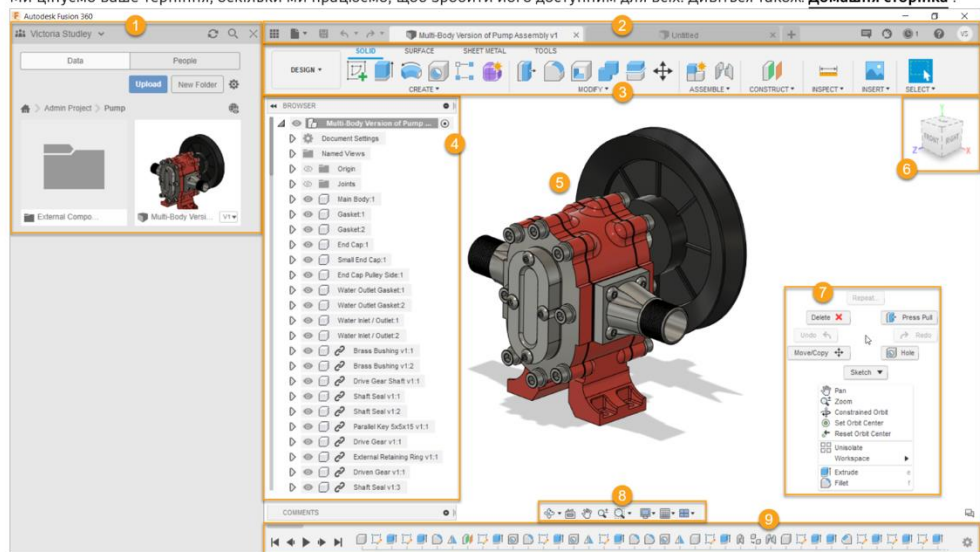 Ми цінуємо ваше терпіння, оскільки ми працюємо, щоб зробити його доступним для всіх. Дивіться також: Домашня сторінка .
Autodesk Fusion 360
1
2
Victoria Studley
Multi-Body Version of Pump Assembly v1
Untitled
1
VS
Data
People
Upload
New Folder
Admin Project > Pump
External Compo...
Multi-Body Versi...
V1
DESIGN
SOLID
SURFACE
SHEET METAL
TOOLS
CREATE
MODIFY
ASSEMBLE
CONSTRUCT
INSPECT
INSERT
SELECT
3
BROWSER
4
Multi-Body Version of Pump ...
Document Settings
Named Views
Origin
Joints
Main Body:1
Gasket:1
Gasket:2
End Cap:1
Small End Cap:1
End Cap Pulley Side:1
Water Outlet Gasket:1
Water Outlet Gasket:2
Water Inlet / Outlet:1
Water Inlet / Outlet:2
Brass Bushing v1:1
Brass Bushing v1:2
Drive Gear Shaft v1:1
Shaft Seal v1:1
Shaft Seal v1:2
Parallel Key 5x5x15 v1:1
Drive Gear v1:1
External Retaining Ring v1:1
Driven Gear v1:1
Shaft Seal v1:3
COMMENTS
5
FRONT
RIGHT
Z
X
6
7
Repeat...
Delete
Press Pull
Undo
Redo
Move/Copy
Hole
Sketch
Pan
Zoom
Constrained Orbit
Set Orbit Center
Reset Orbit Center
Unisolate
Workspace
Extrude e
Fillet f
8
9